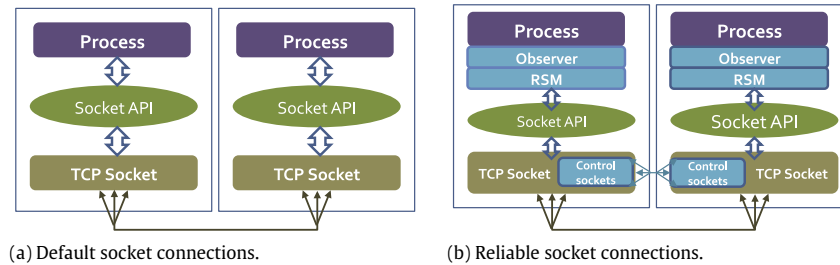 Process
Process
Socket API
Socket API
TCP Socket
TCP Socket
(a) Default socket connections.
Process
Process
Observer
Observer
RSM
RSM
Socket API
Socket API
TCP Socket
Control
sockets
Control
sockets
TCP Socket
(b) Reliable socket connections.